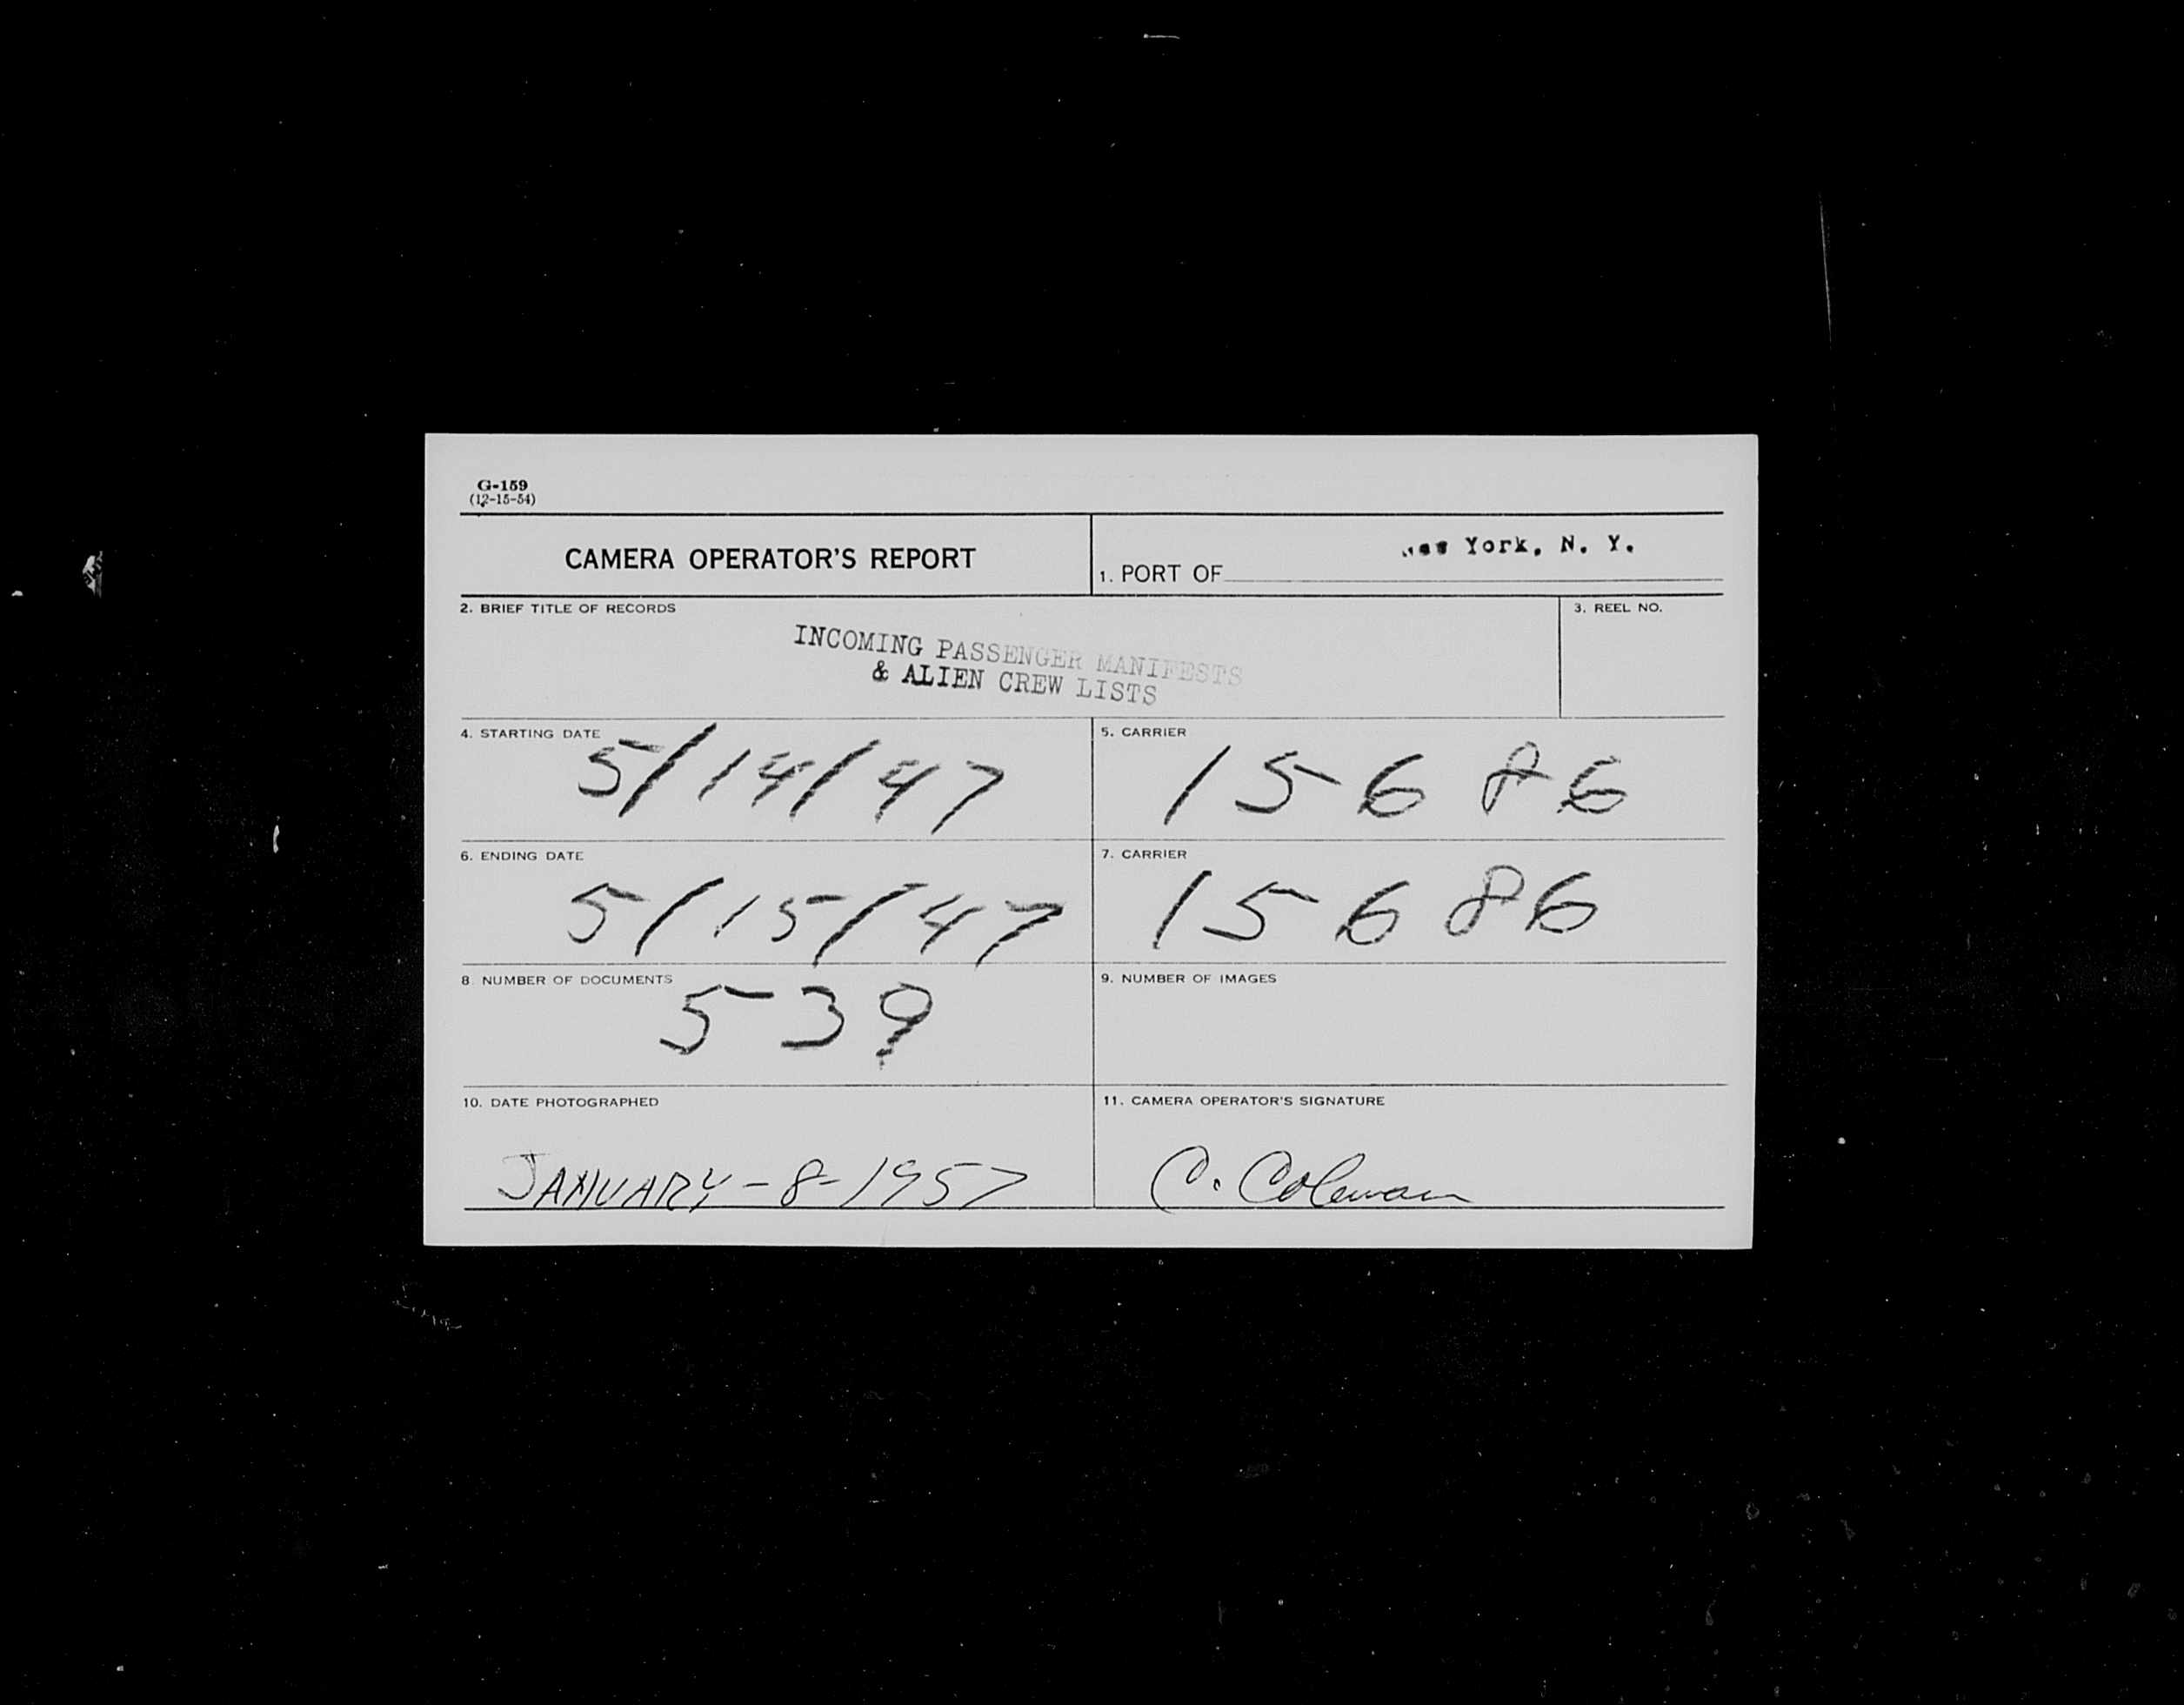 G-159
(12-15-54)
CAMERA OPERATOR'S REPORT
1. PORT OF New York, N. Y.
2. BRIEF TITLE OF RECORDS
INCOMING PASSENGER MANIFESTS
& ALIEN CREW LISTS
3. REEL NO.
4. STARTING DATE
5/14/47
5. CARRIER
15686
6. ENDING DATE
5/15/47
7. CARRIER
15686
8. NUMBER OF DOCUMENTS
539
9. NUMBER OF IMAGES
10. DATE PHOTOGRAPHED
JANUARY-8-1957
11. CAMERA OPERATOR'S SIGNATURE
C. Coleman